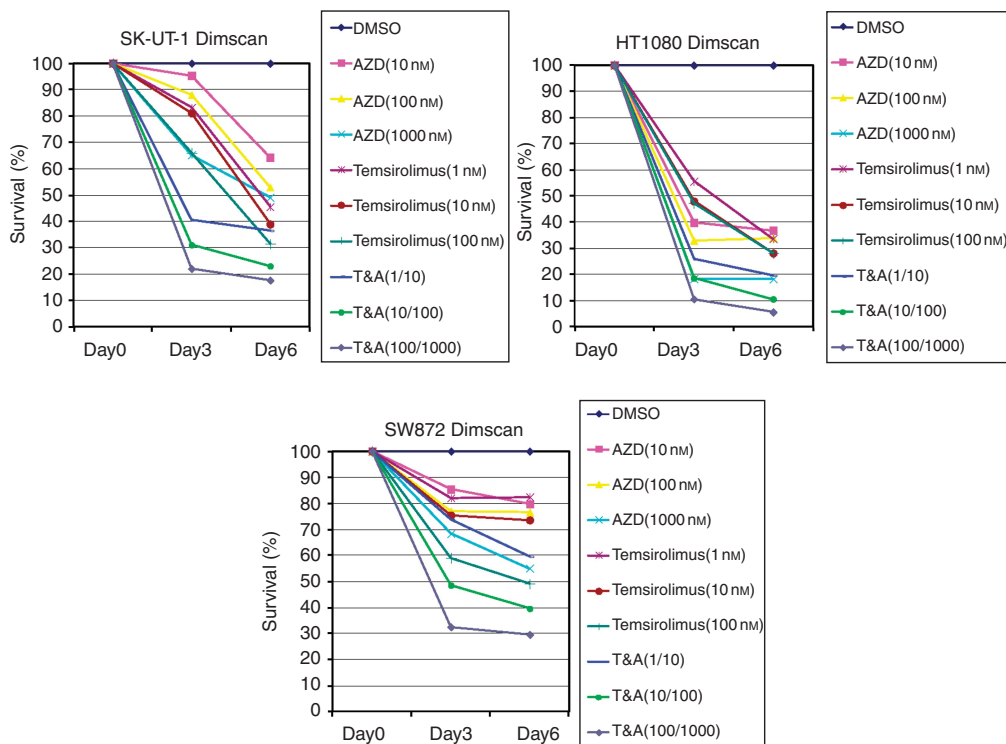 SK-UT-1 Dimscan
Survival (%)
100
90
80
70
60
50
40
30
20
10
0
Day0 Day3 Day6
DMSO
AZD(10 nM)
AZD(100 nM)
AZD(1000 nM)
Temsirolimus(1 nM)
Temsirolimus(10 nM)
Temsirolimus(100 nM)
T&A(1/10)
T&A(10/100)
T&A(100/1000)
HT1080 Dimscan
Survival (%)
100
90
80
70
60
50
40
30
20
10
0
Day0 Day3 Day6
DMSO
AZD(10 nM)
AZD(100 nM)
AZD(1000 nM)
Temsirolimus(1 nM)
Temsirolimus(10 nM)
Temsirolimus(100 nM)
T&A(1/10)
T&A(10/100)
T&A(100/1000)
SW872 Dimscan
Survival (%)
100
90
80
70
60
50
40
30
20
10
0
Day0 Day3 Day6
DMSO
AZD(10 nM)
AZD(100 nM)
AZD(1000 nM)
Temsirolimus(1 nM)
Temsirolimus(10 nM)
Temsirolimus(100 nM)
T&A(1/10)
T&A(10/100)
T&A(100/1000)